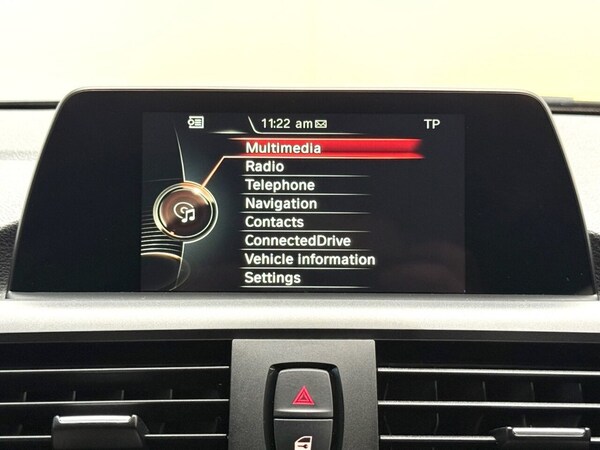 11:22 am TP
Multimedia
Radio
Telephone
Navigation
Contacts
ConnectedDrive
Vehicle information
Settings